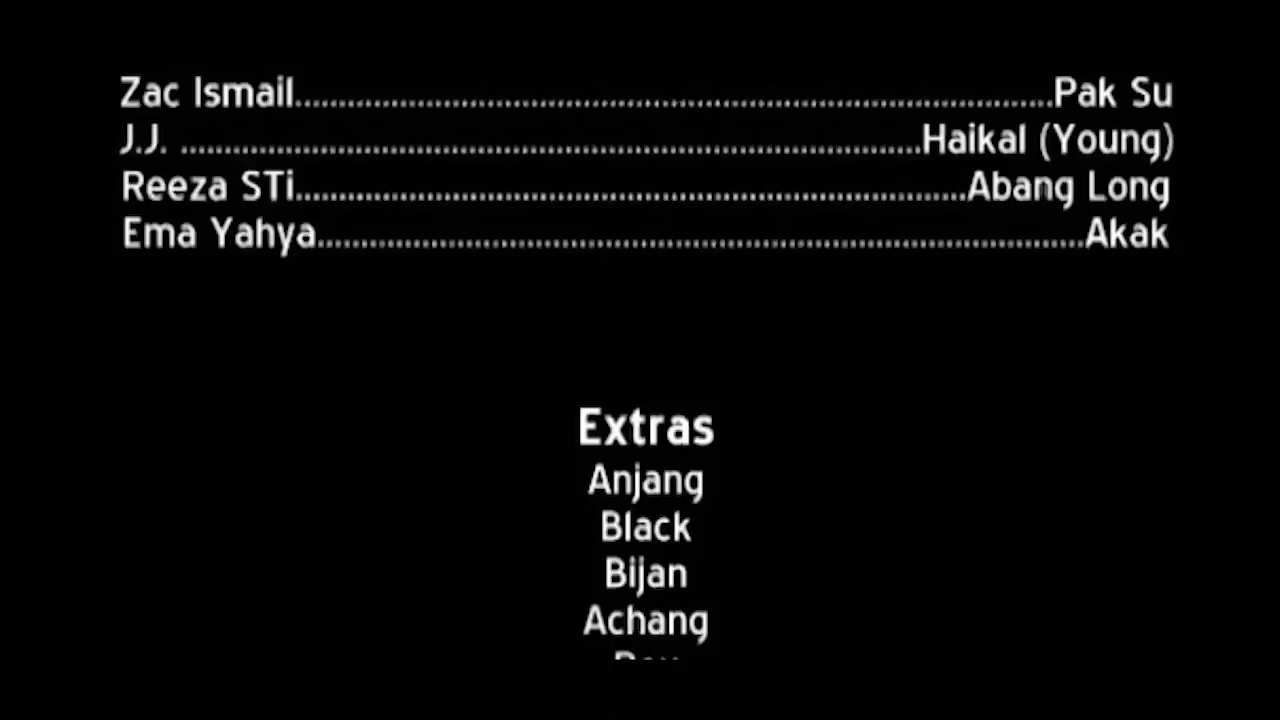 Zac Ismail...............................................................................................Pak Su
J.J. .............................................................................................Haikal (Young)
Reeza STi....................................................................................Abang Long
Ema Yahya.................................................................................................Akak
Extras
Anjang
Black
Bijan
Achang